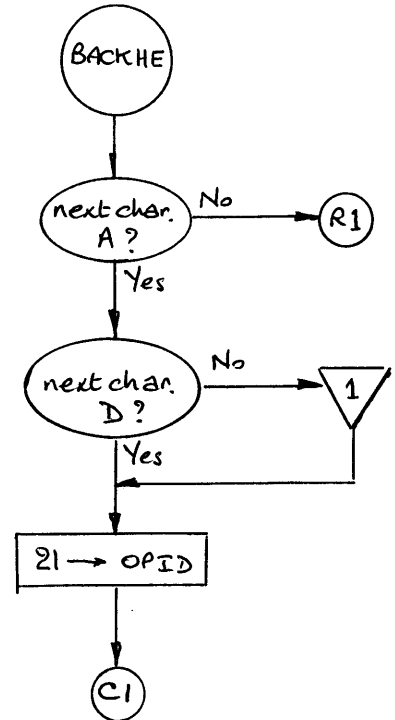 BACKHE
next char.
A ?
No
R1
Yes
next char.
D ?
No
1
Yes
21 → OPID
C1